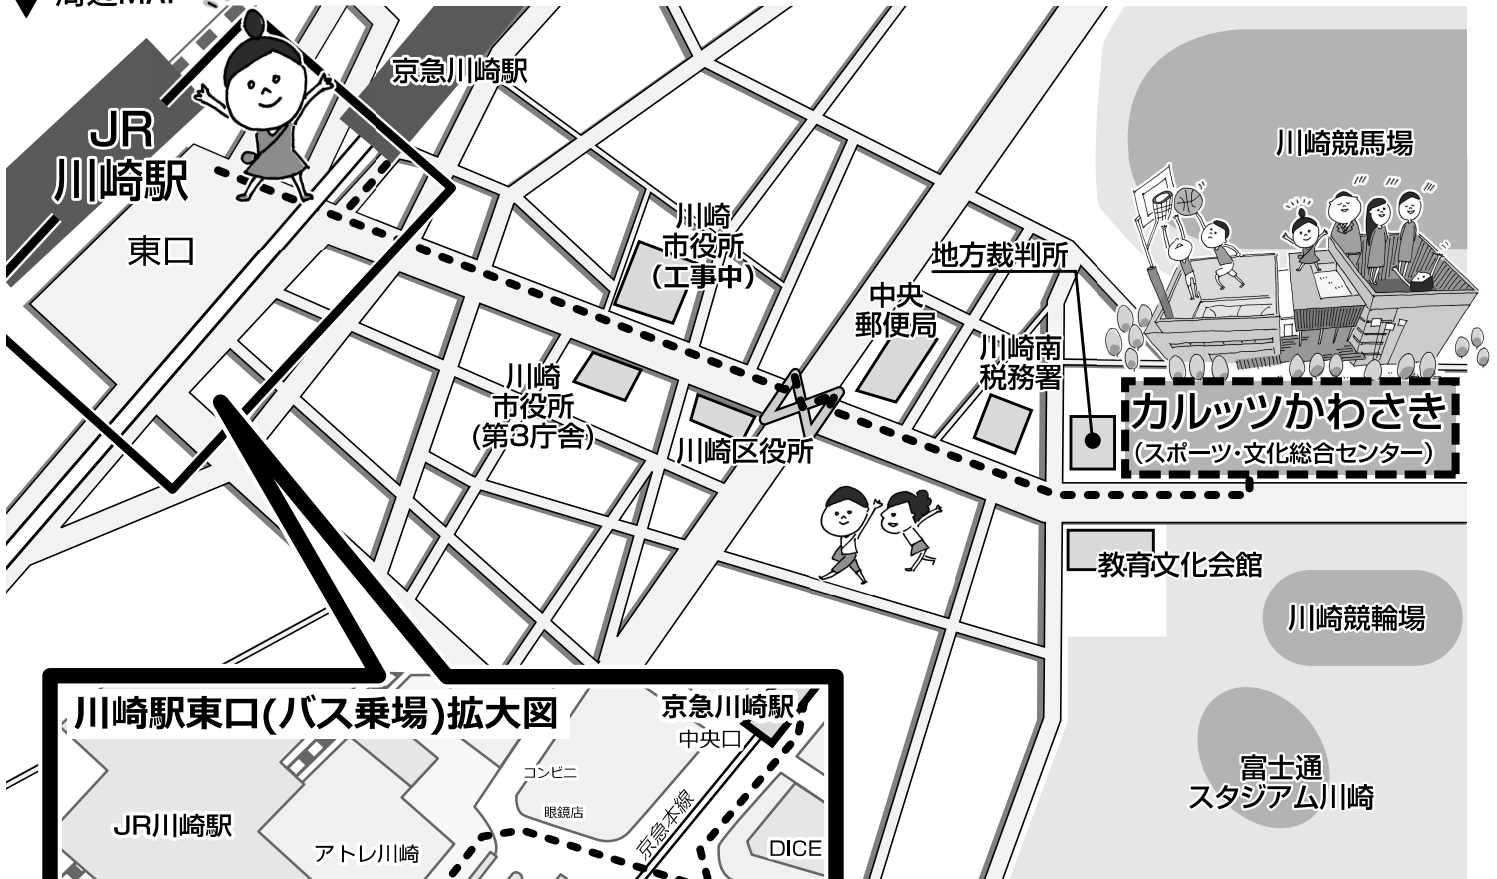 周辺MAP
京急川崎駅
JR
川崎駅
東口
川崎
市役所
(工事中)
川崎競馬場
地方裁判所
中央
郵便局
川崎南
税務署
川崎
市役所
(第3庁舎)
川崎区役所
カルッツかわさき
(スポーツ・文化総合センター)
教育文化会館
川崎競輪場
富士通
スタジアム川崎
川崎駅東口(バス乗場)拡大図
京急川崎駅
中央口
コンビニ
眼鏡店
京急本線
JR川崎駅
アトレ川崎
DICE